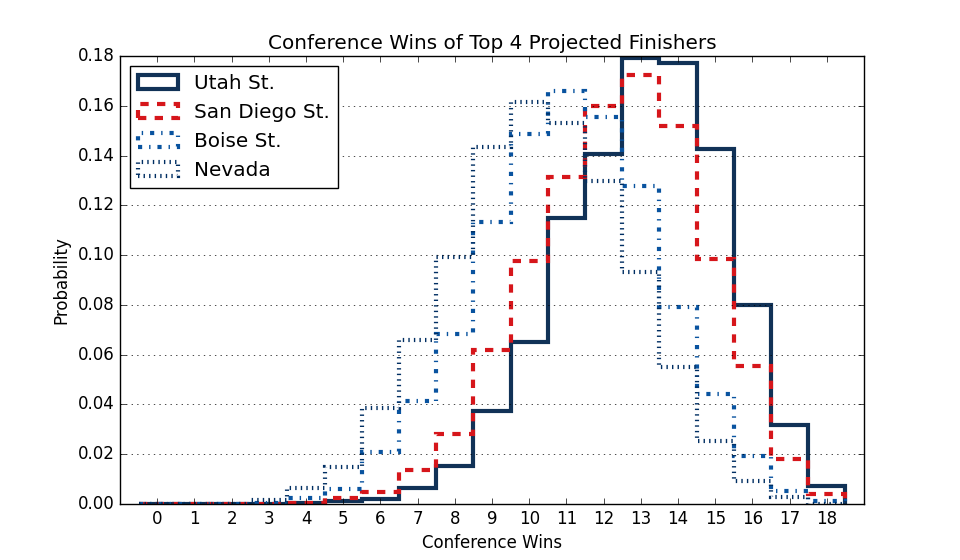 Conference Wins of Top 4 Projected Finishers
0.18
0.16
0.14
0.12
0.10
0.08
0.06
0.04
0.02
0.00
Probability
Utah St.
San Diego St.
Boise St.
Nevada
0 1 2 3 4 5 6 7 8 9 10 11 12 13 14 15 16 17 18
Conference Wins